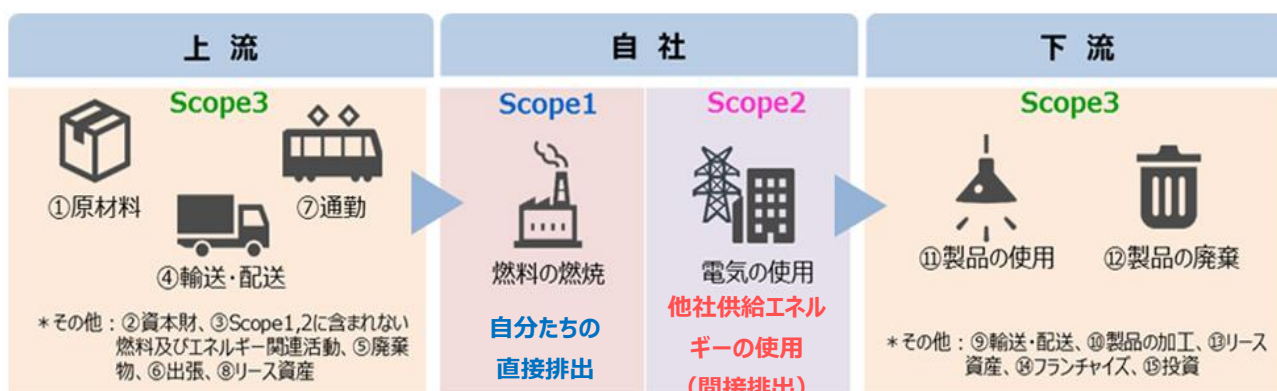 上流
自社
下流
Scope3
Scope1
Scope2
Scope3
①原材料
⑦通勤
④輸送・配送
＊その他：②資本財、③Scope1,2に含まれない
燃料及びエネルギー関連活動、⑤廃棄
物、⑥出張、⑧リース資産
燃料の燃焼
自分たちの
直接排出
電気の使用
他社供給エネル
ギーの使用
（間接排出）
⑪製品の使用
⑫製品の廃棄
＊その他：⑨輸送・配送、⑩製品の加工、⑬リース
資産、⑭フランチャイズ、⑮投資